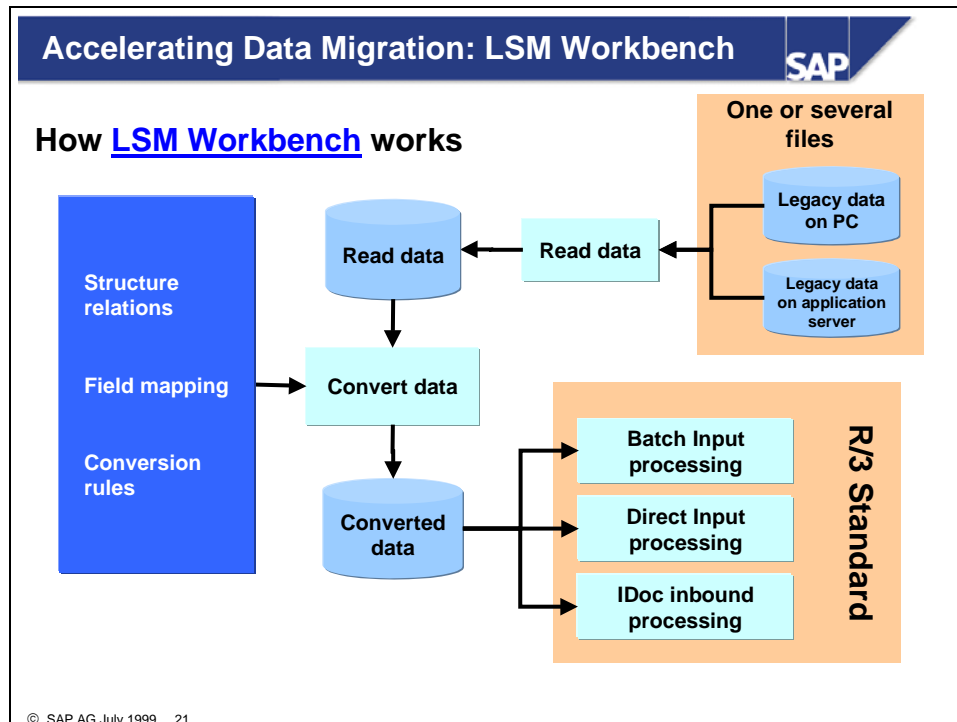 Accelerating Data Migration: LSM Workbench
SAP
How LSM Workbench works
One or several
files
Legacy data
on PC
Legacy data
on application
server
Read data
Read data
Structure
relations
Field mapping
Conversion
rules
Convert data
Converted
data
Batch Input
processing
Direct Input
processing
IDoc inbound
processing
R/3 Standard
© SAP AG July 1999 21